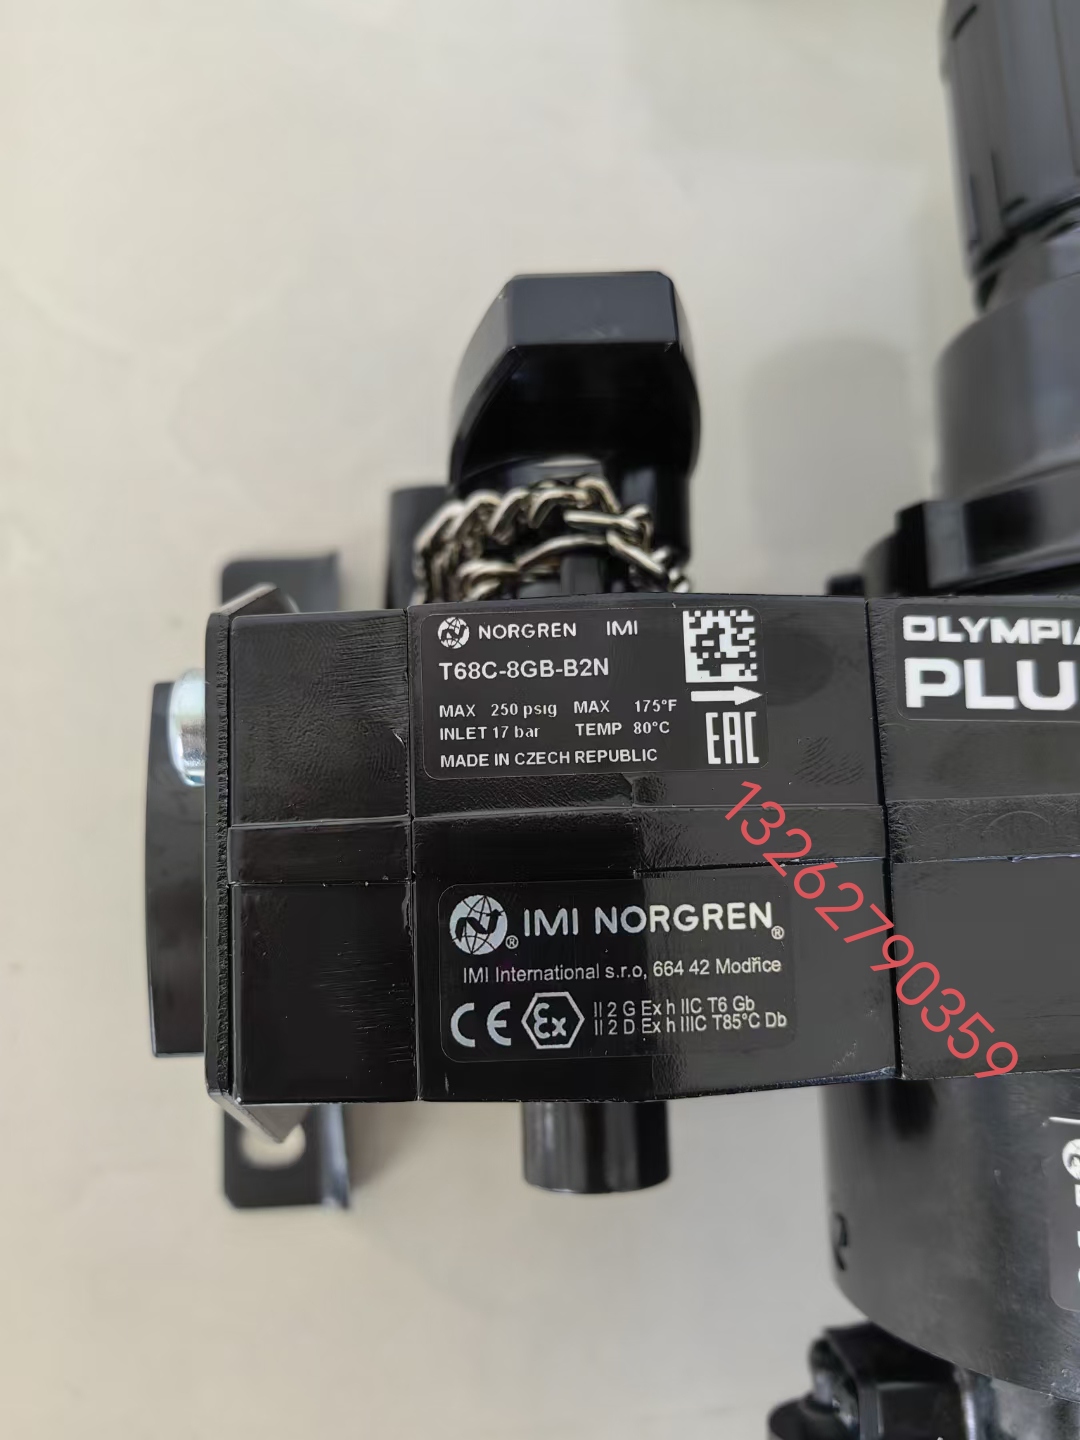 NORGREN IMI
T68C-8GB-B2N
MAX 250 psig MAX 175°F
INLET 17 bar TEMP 80°C
MADE IN CZECH REPUBLIC
EAC
OLYMPIA
PLU
13262790359
IMI NORGREN®
®
IMI International s.r.o, 664 42 Modřice
CE Ex II 2 G Ex h IIC T6 Gb
II 2 D Ex h IIIC T85°C Db